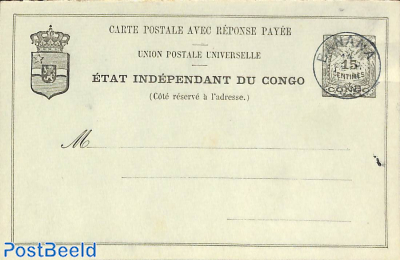 CARTE POSTALE AVEC RÉPONSE PAYÉE
UNION POSTALE UNIVERSELLE
ÉTAT INDÉPENDANT DU CONGO
(Côté réservé à l'adresse.)
BANANA
15
CENTIMES
CONGO
M
PostBeeld